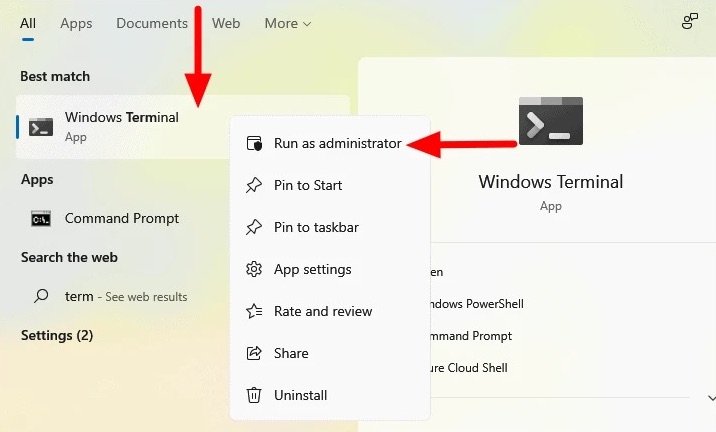 All Apps Documents Web More
Best match
Windows Terminal
App
Apps
Command Prompt
Search the web
term - See web results
Settings (2)
Run as administrator
Pin to Start
Pin to taskbar
App settings
Rate and review
Share
Uninstall
Windows Terminal
App
en
ndows PowerShell
mmand Prompt
ure Cloud Shell